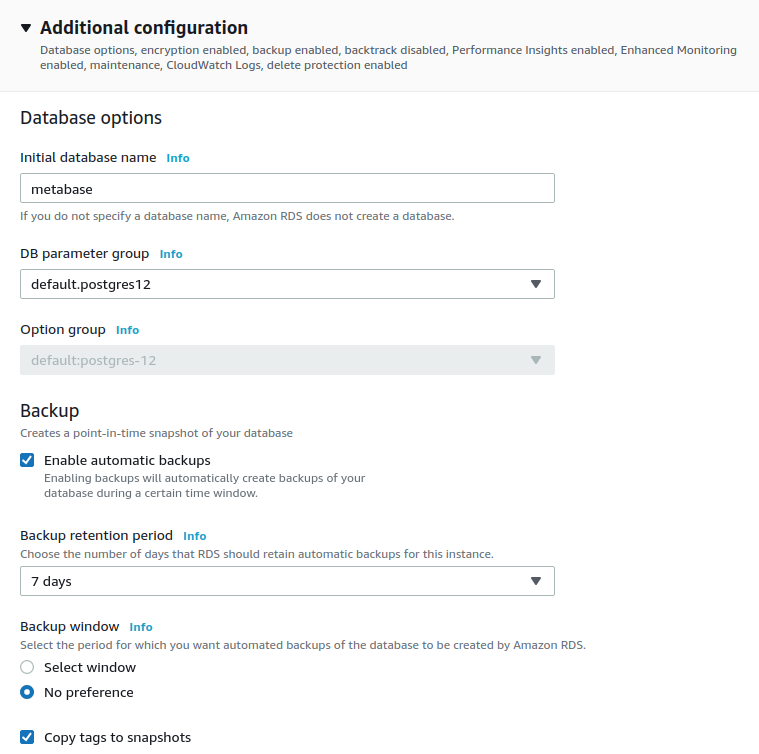 Additional configuration
Database options, encryption enabled, backup enabled, backtrack disabled, Performance Insights enabled, Enhanced Monitoring
enabled, maintenance, CloudWatch Logs, delete protection enabled
Database options
Initial database name Info
metabase
If you do not specify a database name, Amazon RDS does not create a database.
DB parameter group Info
default.postgres12
Option group Info
default:postgres-12
Backup
Creates a point-in-time snapshot of your database
Enable automatic backups
Enabling backups will automatically create backups of your
database during a certain time window.
Backup retention period Info
Choose the number of days that RDS should retain automatic backups for this instance.
7 days
Backup window Info
Select the period for which you want automated backups of the database to be created by Amazon RDS.
Select window
No preference
Copy tags to snapshots